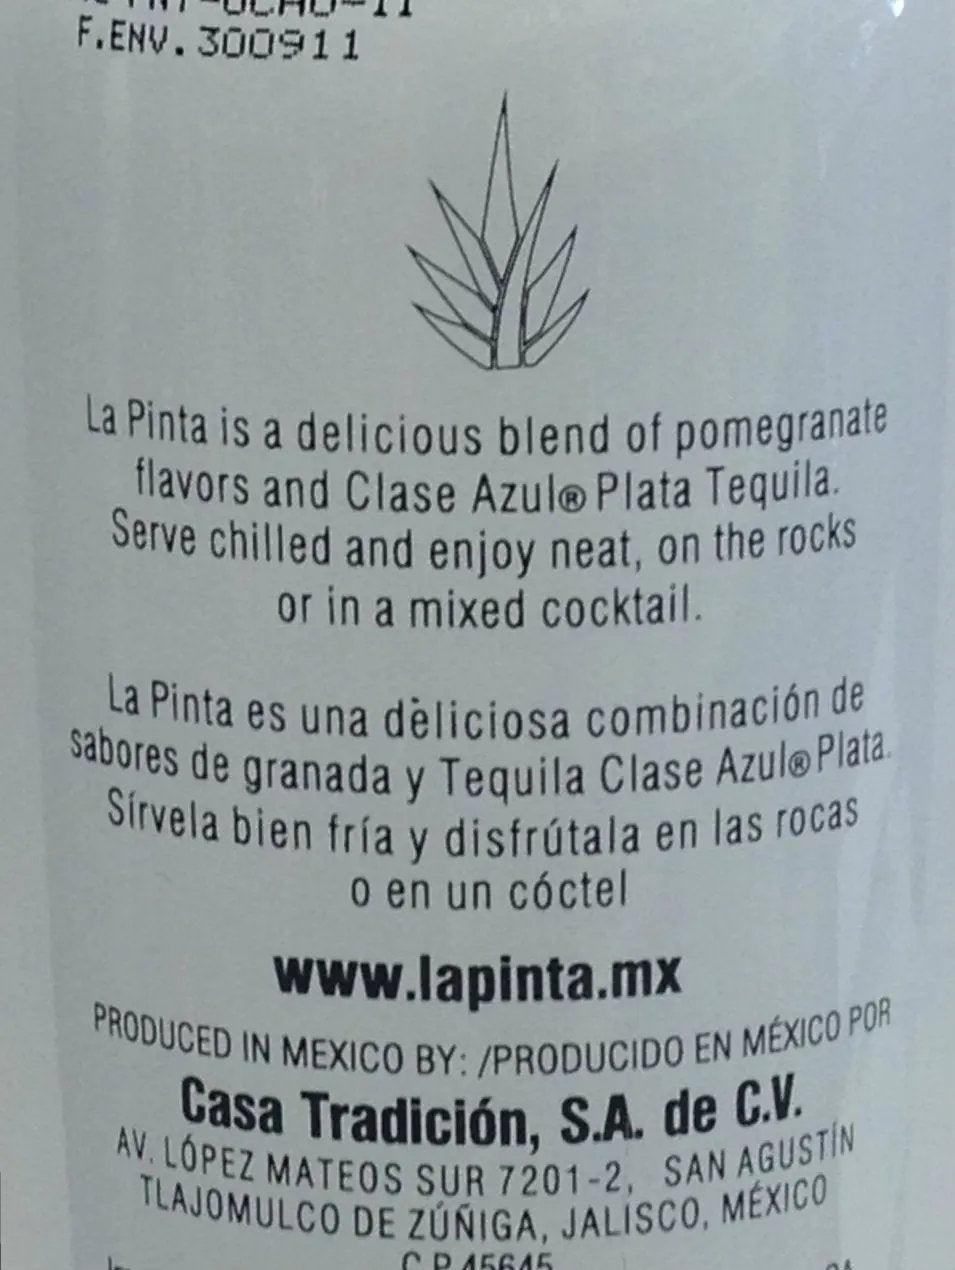 F.ENV.300911
La Pinta is a delicious blend of pomegranate
flavors and Clase Azul® Plata Tequila.
Serve chilled and enjoy neat, on the rocks
or in a mixed cocktail.
La Pinta es una dèliciosa combinación de
sabores de granada y Tequila Clase Azul® Plata.
Sírvela bien fría y disfrútala en las rocas
o en un cóctel
www.lapinta.mx
PRODUCED IN MEXICO BY: /PRODUCIDO EN MÉXICO POR
Casa Tradición, S.A. de C.V.
AV. LÓPEZ MATEOS SUR 7201-2, SAN AGUSTÍN
TLAJOMULCO DE ZÚÑIGA, JALISCO, MÉXICO
C.P. 45645